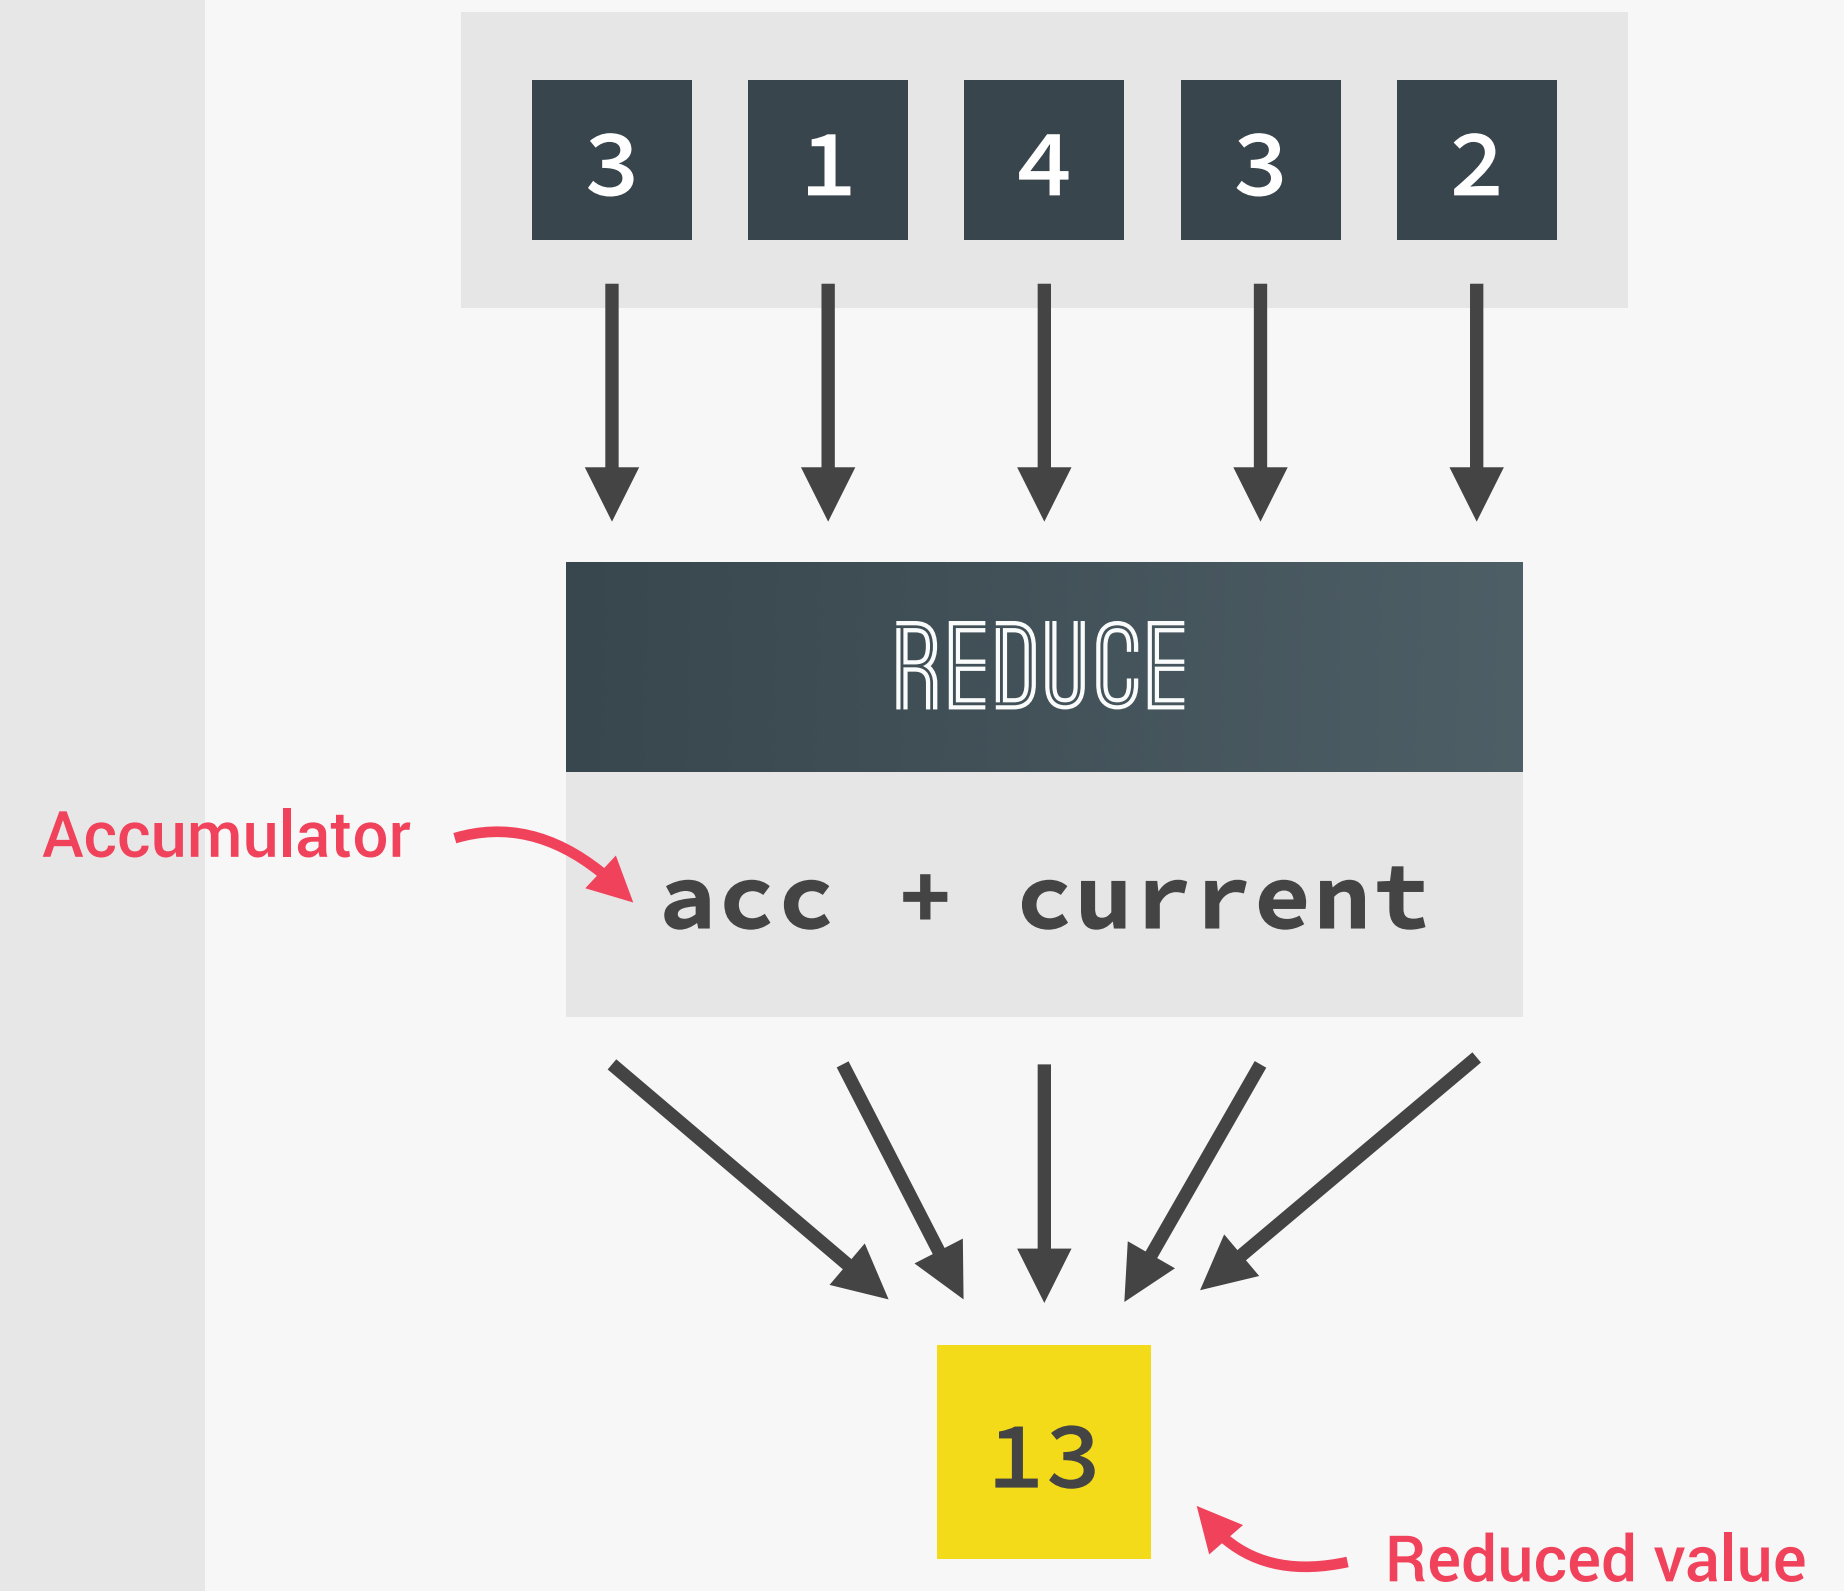 3 1 4 3 2
REDUCE
Accumulator
acc + current
13
Reduced value